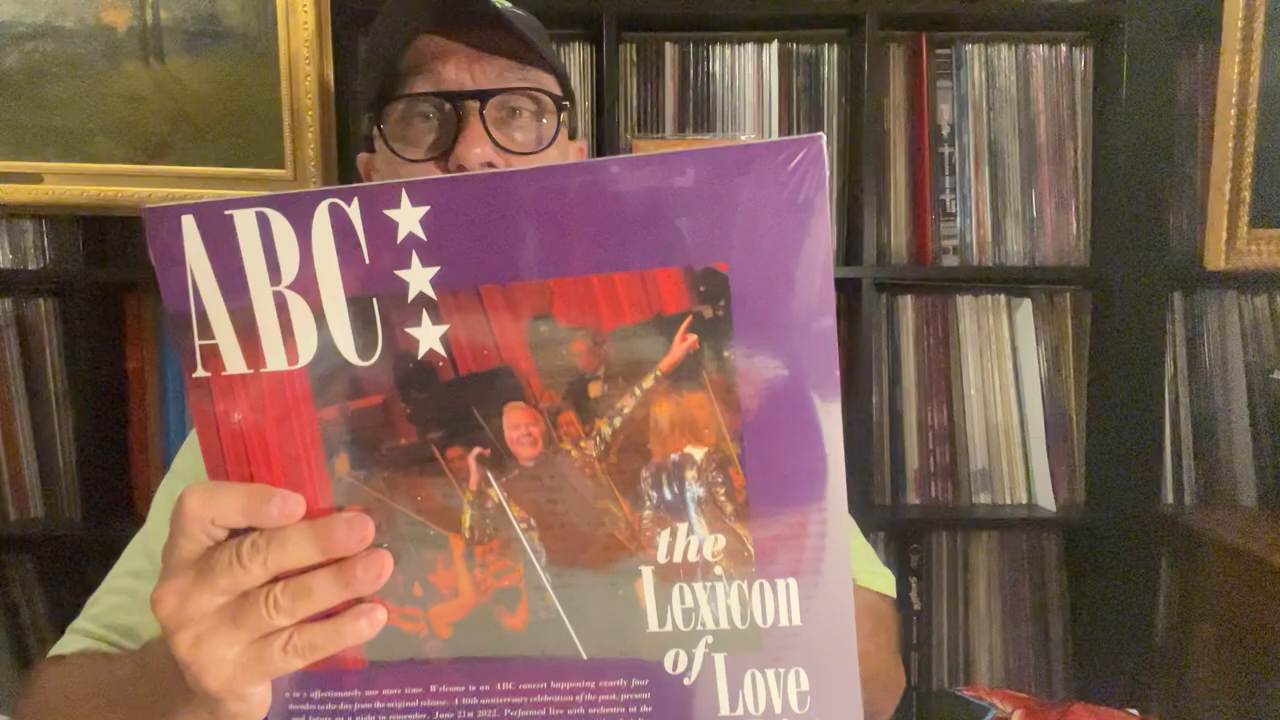 ABC
the
Lexicon
of
Love
affectionately one more time. Welcome to an ABC concert happening exactly four
decades to the day from the original release. A 40th anniversary celebration of the past, present
and future on a night to remember, June 21st 2022. Performed live with orchestra at the